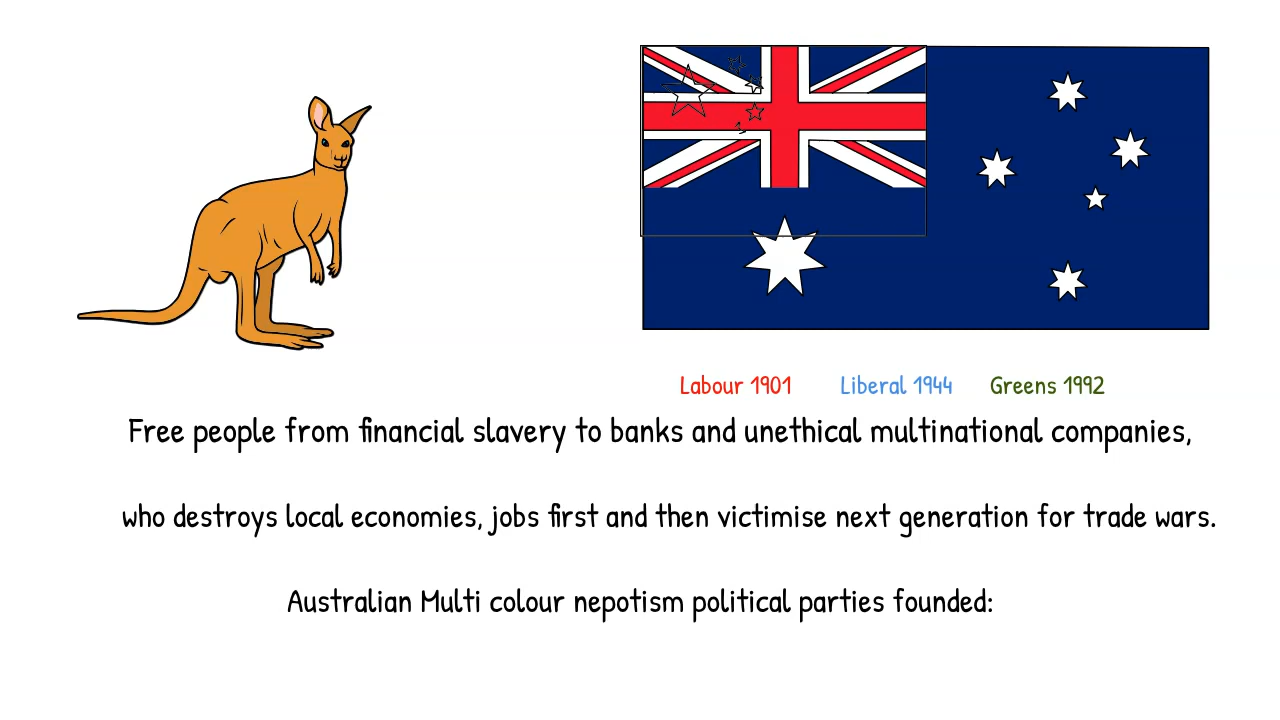 Labour 1901 Liberal 1944 Greens 1992
Free people from financial slavery to banks and unethical multinational companies,
who destroys local economies, jobs first and then victimise next generation for trade wars.
Australian Multi colour nepotism political parties founded: